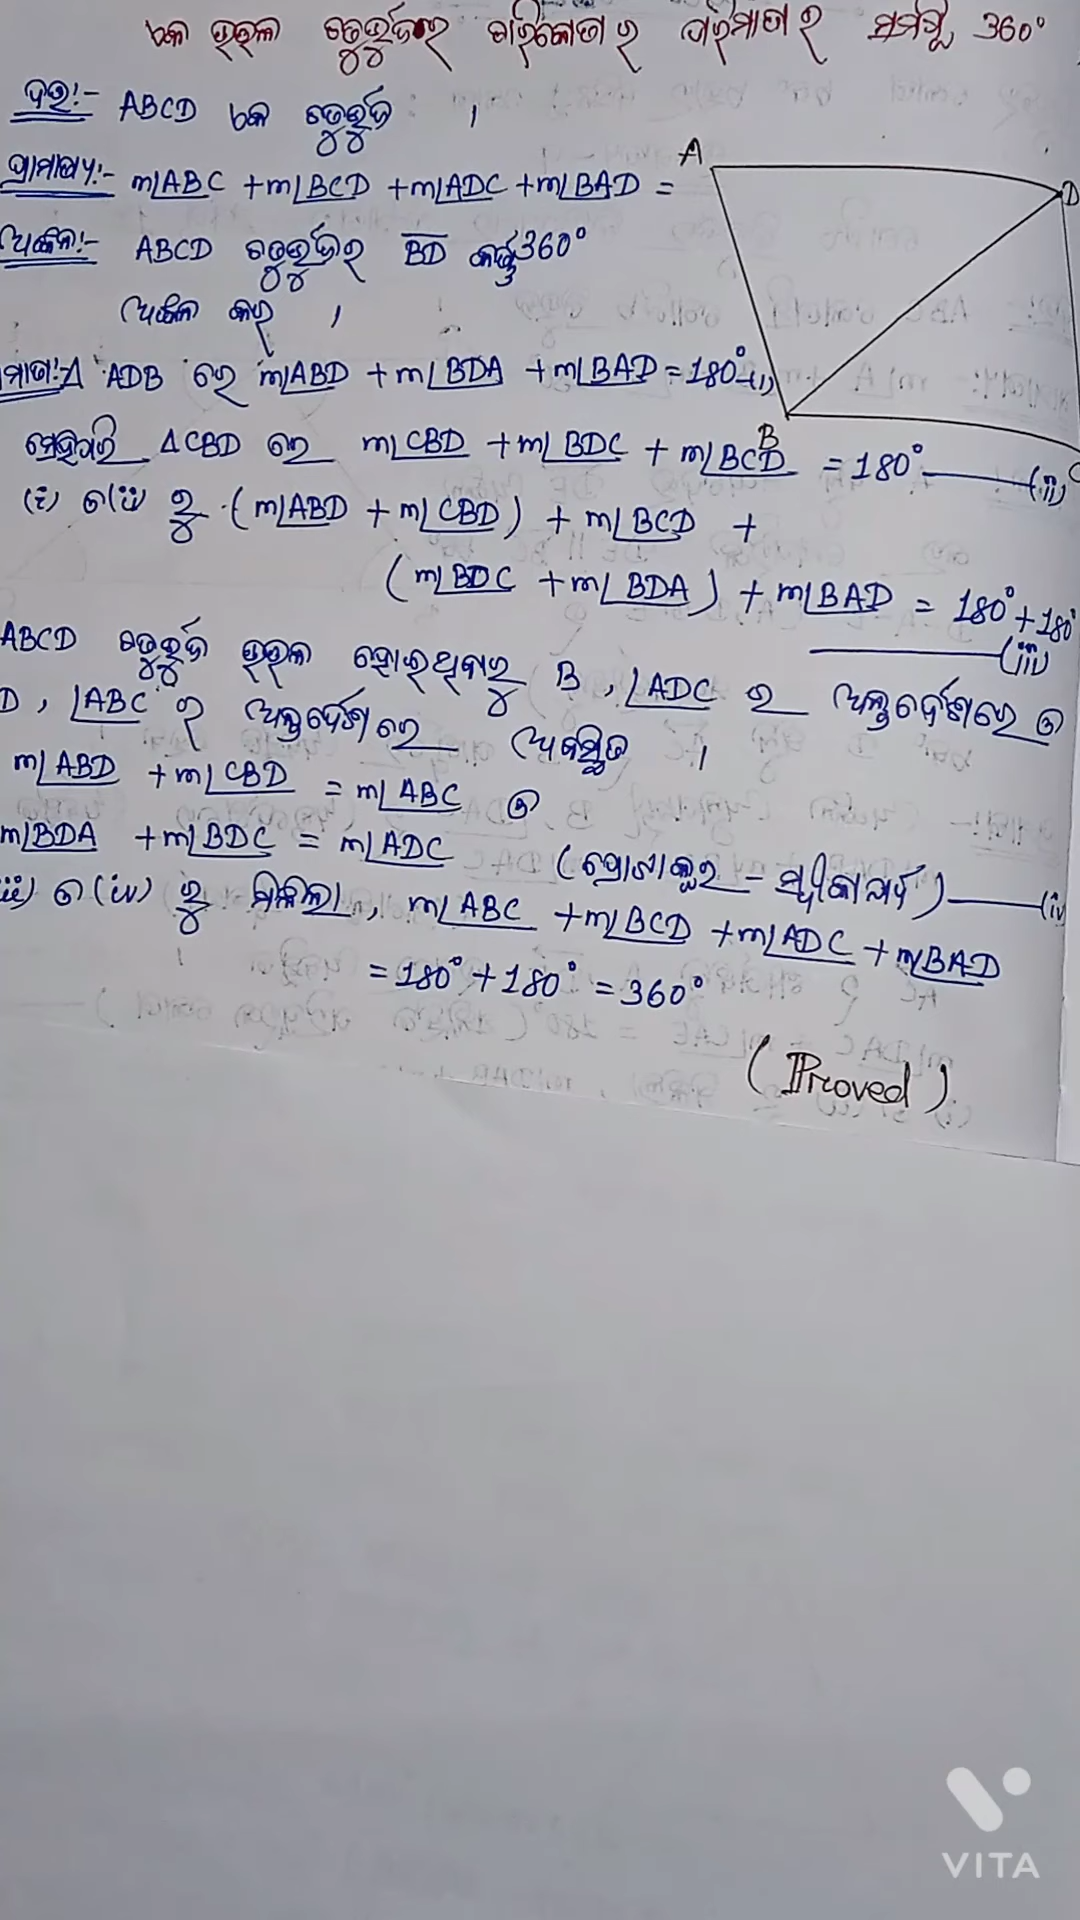 ଏକ ଉତ୍ତଳ ଚତୁର୍ଭୁଜର ଚାରିକୋଣର ପରିମାଣର ସମଷ୍ଟି 360°
ଦତ୍ତ:- ABCD ଏକ ଚତୁର୍ଭୁଜ ।
ପ୍ରାମାଣ୍ୟ:- m∠ABC + m∠BCD + m∠ADC + m∠BAD =
360°
ଅଙ୍କନ:- ABCD ଚତୁର୍ଭୁଜର BD କର୍ଣ୍ଣ
ଅଙ୍କନ କର ।
ପ୍ରମାଣ:- Δ ADB ରେ m∠ABD + m∠BDA + m∠BAD = 180° —(i)
ସେହିପରି ΔCBD ରେ m∠CBD + m∠BDC + m∠BCD = 180° —(ii)
(i) ଓ (ii) ରୁ (m∠ABD + m∠CBD) + m∠BCD +
(m∠BDC + m∠BDA) + m∠BAD = 180° + 180°
—(iii)
ABCD ଚତୁର୍ଭୁଜ ଉତ୍ତଳ ହୋଇଥିବାରୁ B, ∠ADC ର ଅନ୍ତର୍ଦେଶରେ ଓ
D, ∠ABC ର ଅନ୍ତର୍ଦେଶରେ ଅବସ୍ଥିତ ।
m∠ABD + m∠CBD = m∠ABC ଓ
m∠BDA + m∠BDC = m∠ADC (ପ୍ରୋଟ୍ରାକ୍ଟର - ସ୍ୱୀକାର୍ଯ୍ୟ) —(iv)
(iii) ଓ (iv) ରୁ ମିଳିଲା, m∠ABC + m∠BCD + m∠ADC + m∠BAD
= 180° + 180° = 360°
(Proved)
A
D
B
C
VITA